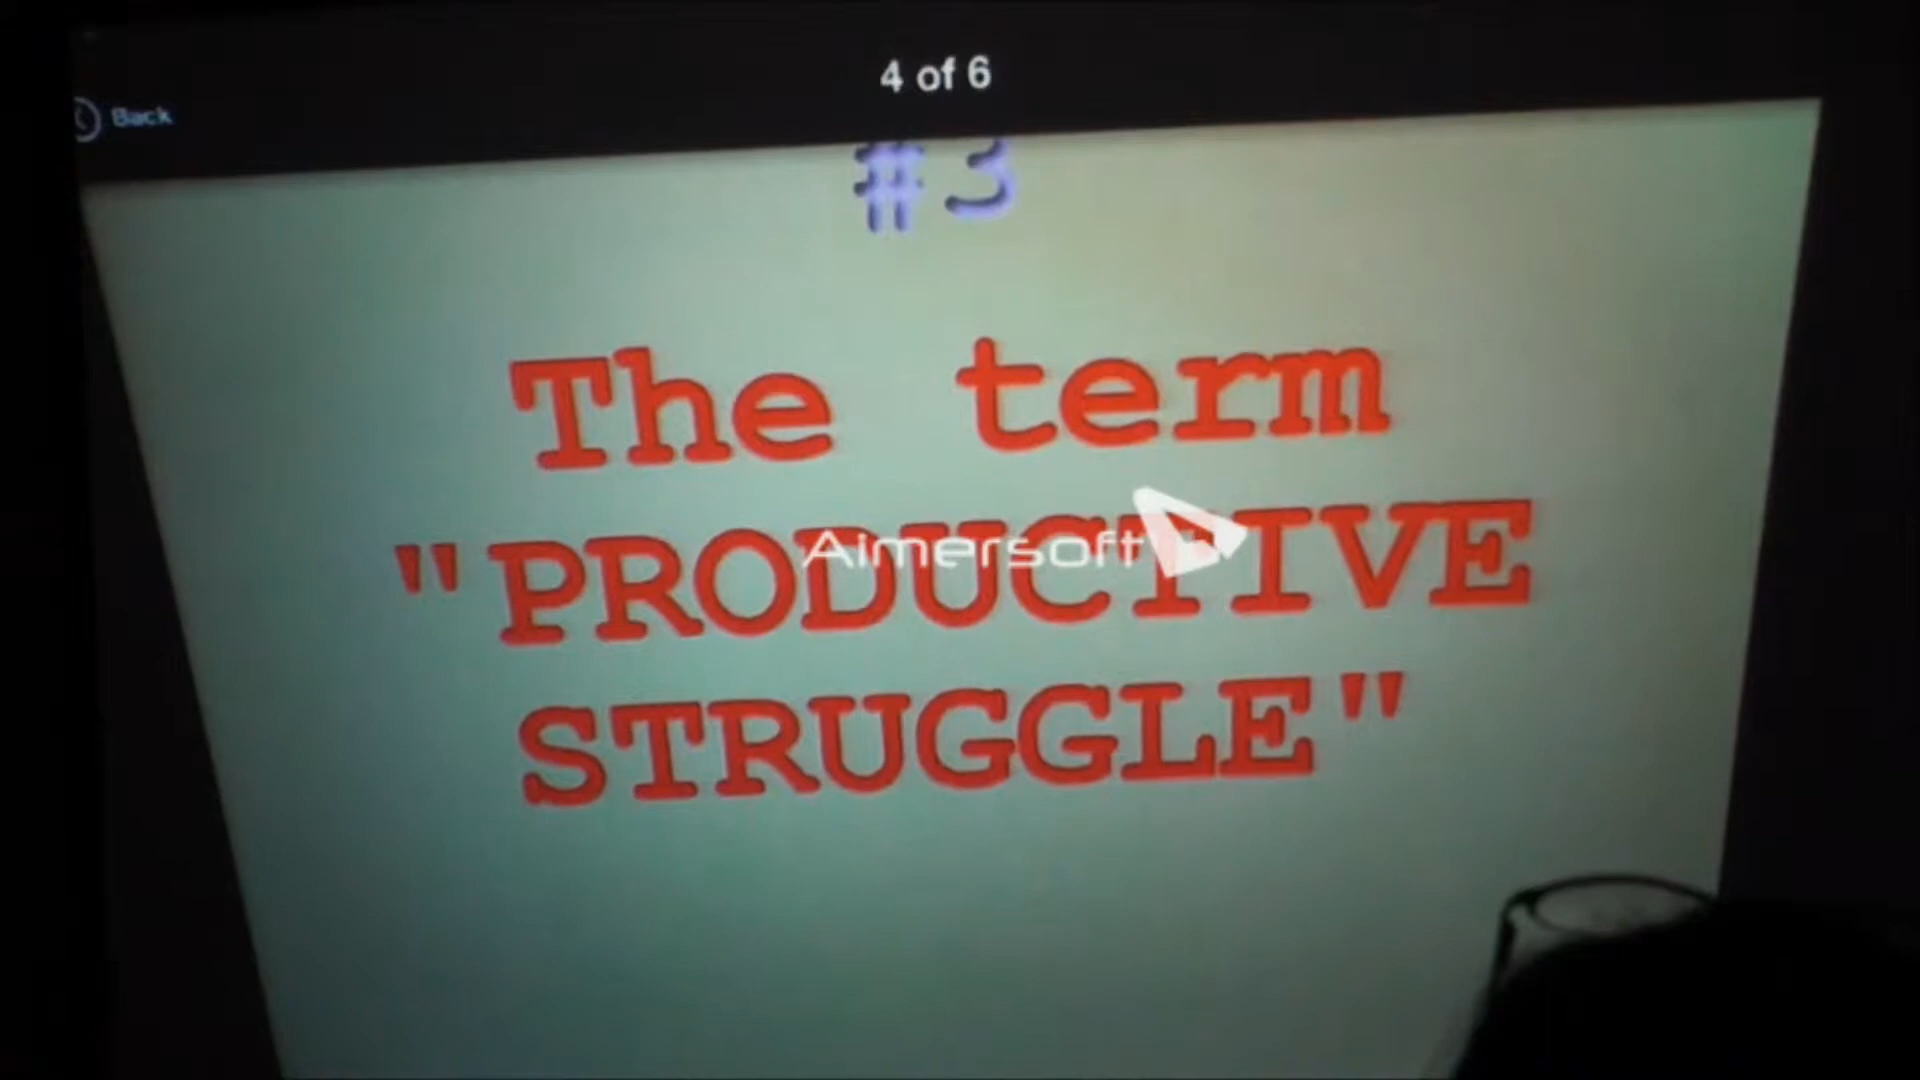 4 of 6
Back
#3
The term
"PRODUCTIVE
STRUGGLE"
Aimersoft